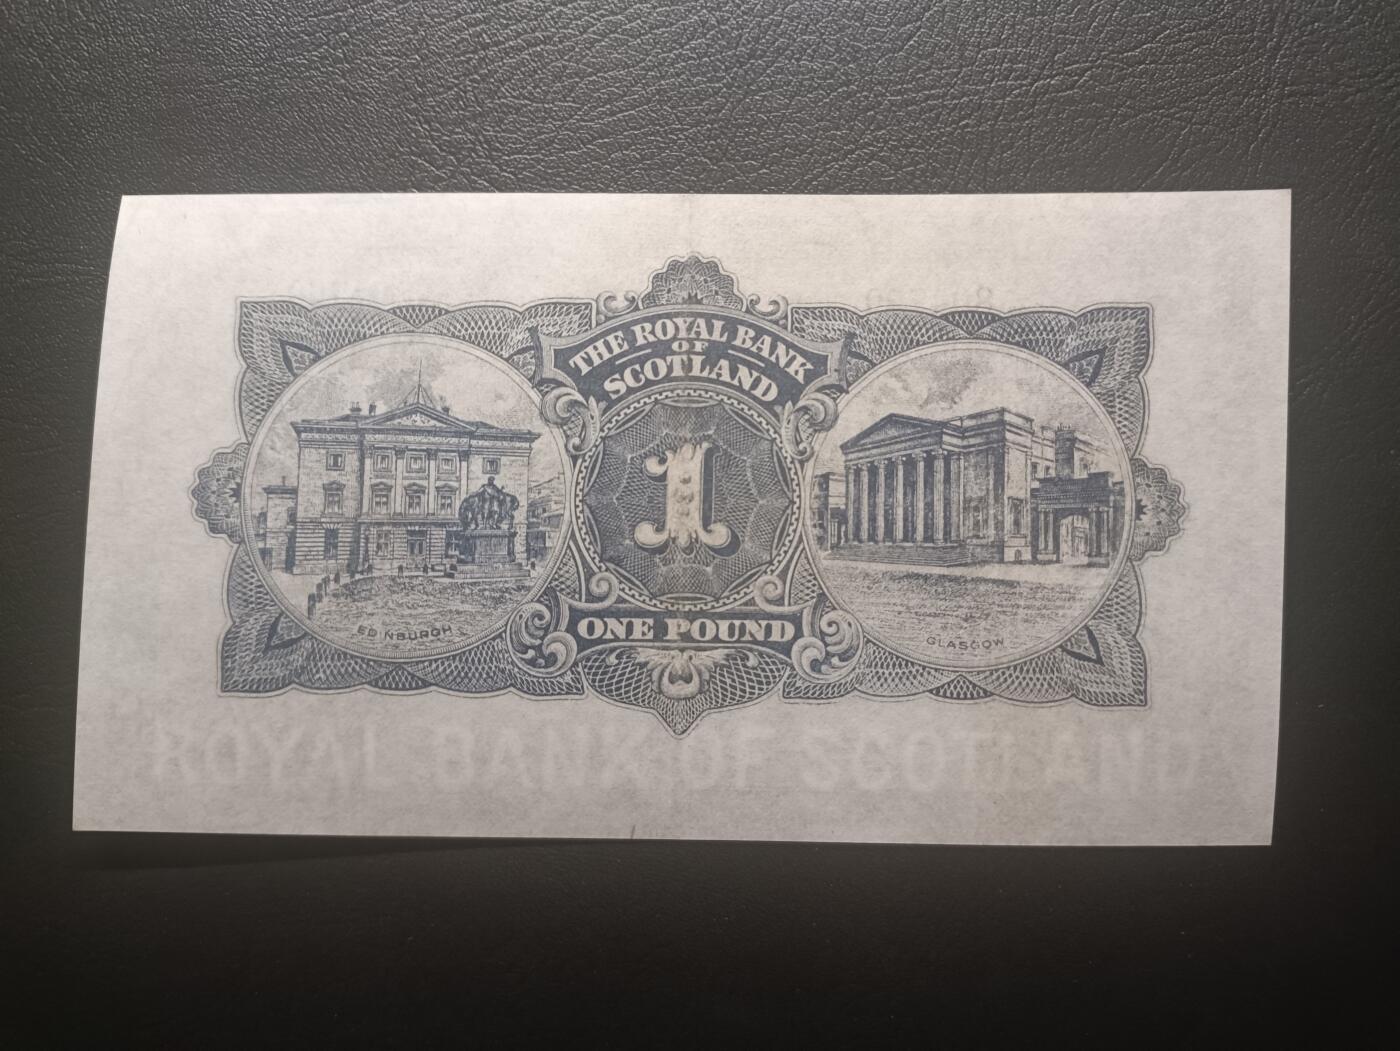 THE ROYAL BANK
OF
SCOTLAND
1
ONE POUND
EDINBURGH
GLASGOW
ROYAL BANK OF SCOTLAND